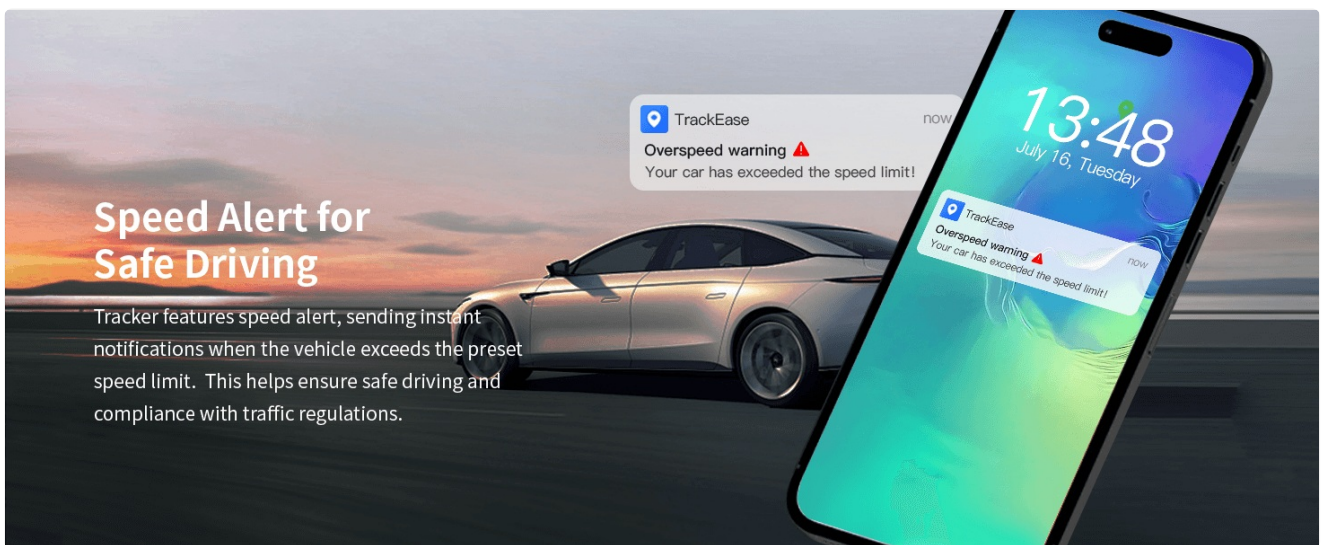 Speed Alert for
Safe Driving
Tracker features speed alert, sending instant
notifications when the vehicle exceeds the preset
speed limit.  This helps ensure safe driving and
compliance with traffic regulations.
TrackEase
now
Overspeed warning
Your car has exceeded the speed limit!
13:48
July 16, Tuesday
TrackEase
now
Overspeed warning
Your car has exceeded the speed limit!